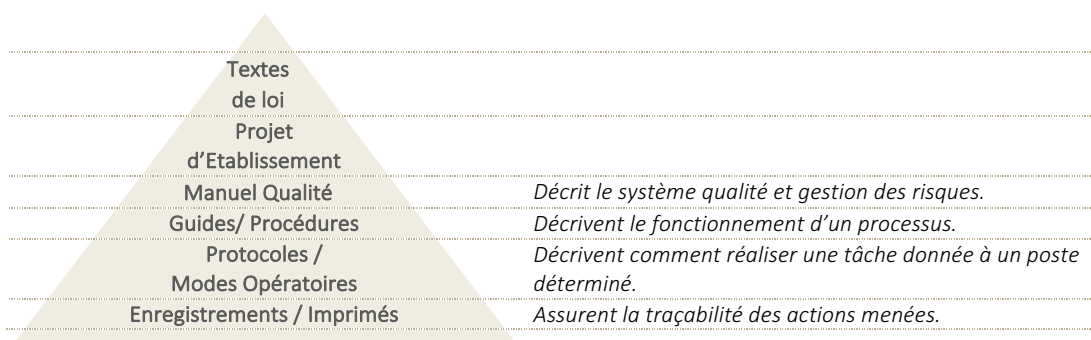 Textes
de loi
Projet
d'Etablissement
Manuel Qualité Décrit le système qualité et gestion des risques.
Guides/ Procédures Décrivent le fonctionnement d'un processus.
Protocoles / Décrivent comment réaliser une tâche donnée à un poste
Modes Opératoires déterminé.
Enregistrements / Imprimés Assurent la traçabilité des actions menées.